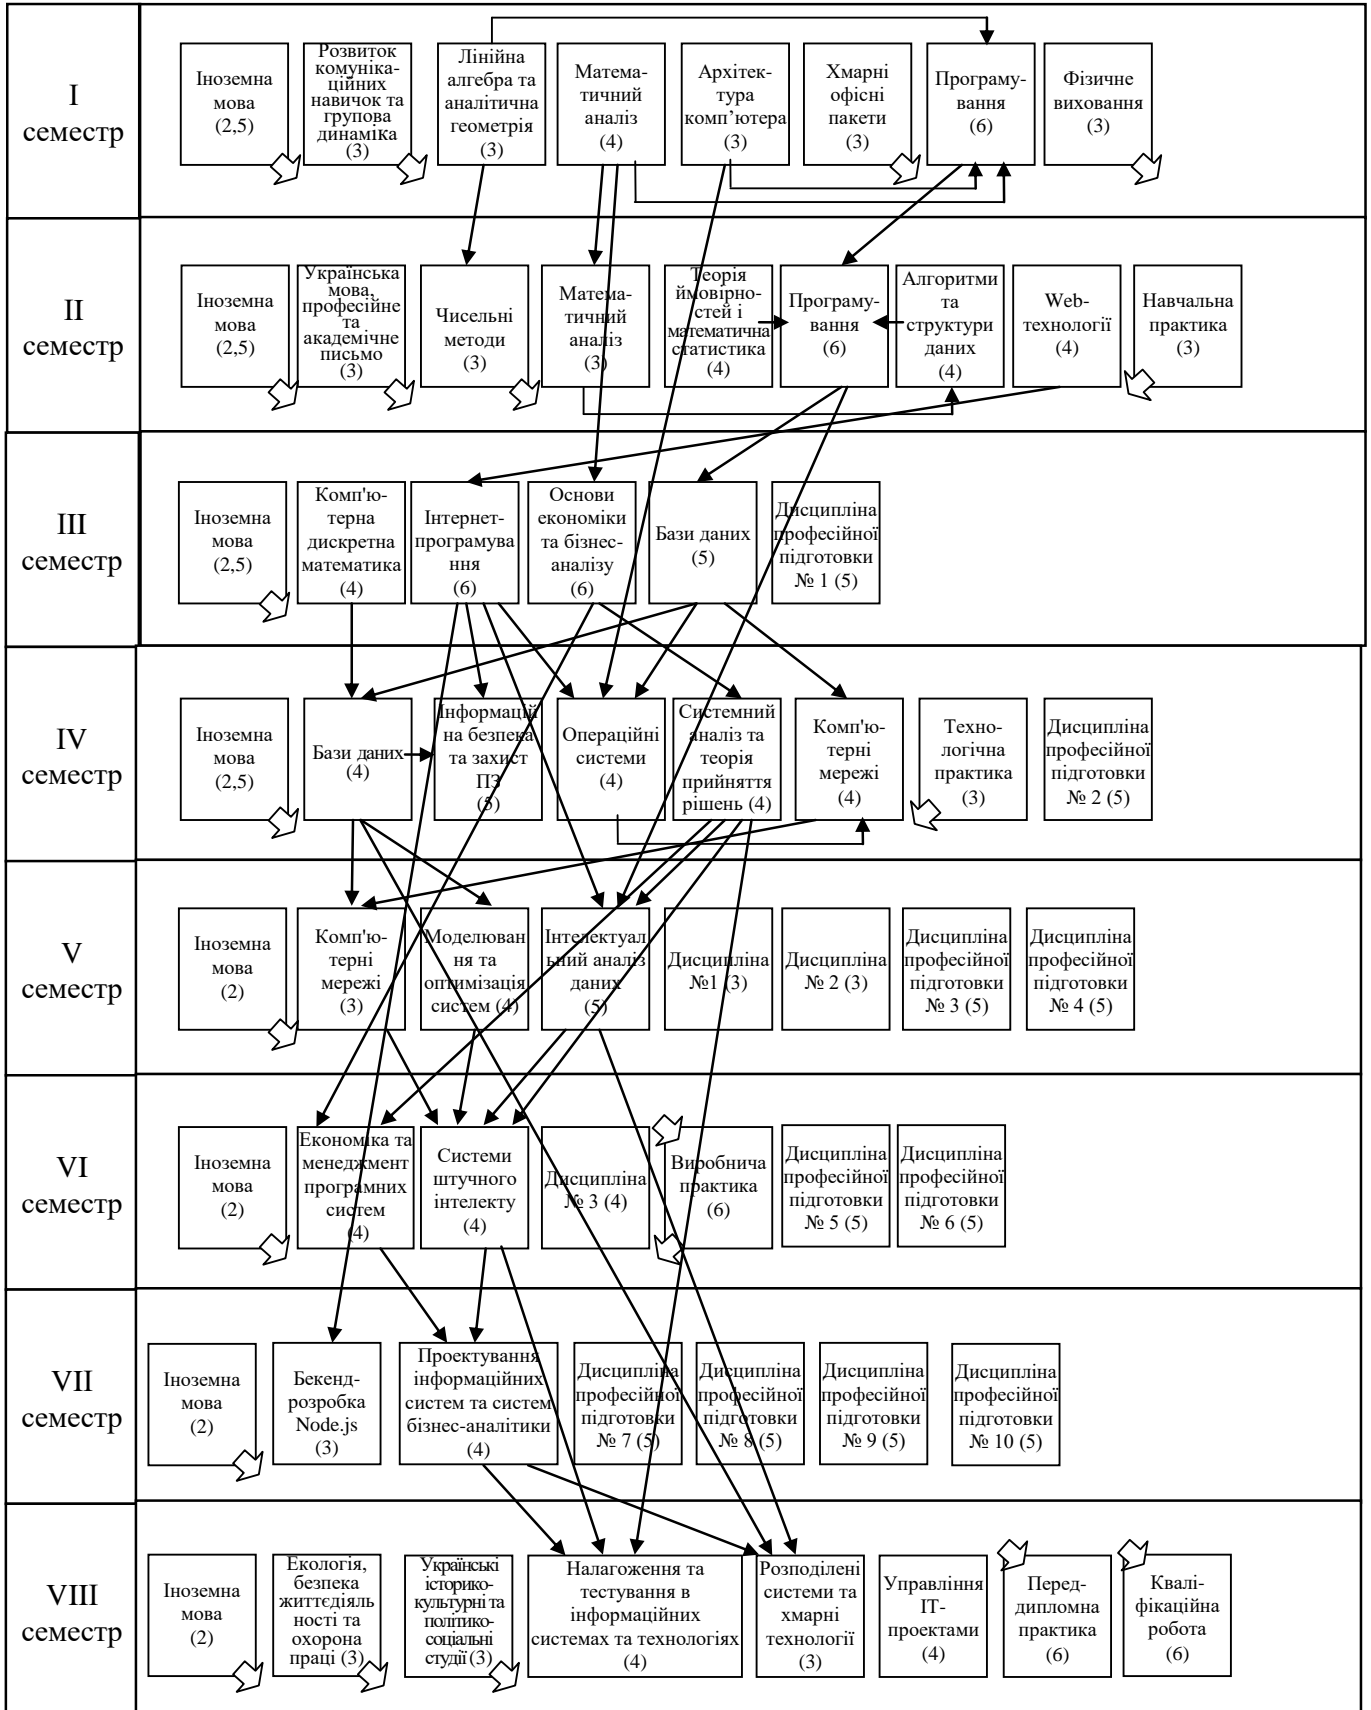 I
семестр
Іноземна
мова
(2,5)
Розвиток
комуніка-
ційних
навичок та
групова
динаміка
(3)
Лінійна
алгебра та
аналітична
геометрія
(3)
Матема-
тичний
аналіз
(4)
Архітек-
тура
комп’ютера
(3)
Хмарні
офісні
пакети
(3)
Програму-
вання
(6)
Фізичне
виховання
(3)
II
семестр
Іноземна
мова
(2,5)
Українська
мова,
професійне
та
академічне
письмо
(3)
Чисельні
методи
(3)
Матема-
тичний
аналіз
(3)
Теорія
ймовірно-
стей і
математична
статистика
(4)
Програму-
вання
(6)
Алгоритми
та
структури
даних
(4)
Web-
технології
(4)
Навчальна
практика
(3)
III
семестр
Іноземна
мова
(2,5)
Комп'ю-
терна
дискретна
математика
(4)
Інтернет-
програмува
ння
(6)
Основи
економіки
та бізнес-
аналізу
(6)
Бази даних
(5)
Дисципліна
професійної
підготовки
№ 1 (5)
IV
семестр
Іноземна
мова
(2,5)
Бази даних
(4)
Інформацій
на безпека
та захист
ПЗ
(5)
Операційні
системи
(4)
Системний
аналіз та
теорія
прийняття
рішень (4)
Комп'ю-
терні
мережі
(4)
Техно-
логічна
практика
(3)
Дисципліна
професійної
підготовки
№ 2 (5)
V
семестр
Іноземна
мова
(2)
Комп'ю-
терні
мережі
(3)
Моделюван
ня та
оптимізація
систем (4)
Інтелектуал
ьний аналіз
даних
(5)
Дисципліна
№1 (3)
Дисципліна
№ 2 (3)
Дисципліна
професійної
підготовки
№ 3 (5)
Дисципліна
професійної
підготовки
№ 4 (5)
VI
семестр
Іноземна
мова
(2)
Економіка та
менеджмент
програмних
систем
(4)
Системи
штучного
інтелекту
(4)
Дисципліна
№ 3 (4)
Виробнича
практика
(6)
Дисципліна
професійної
підготовки
№ 5 (5)
Дисципліна
професійної
підготовки
№ 6 (5)
VII
семестр
Іноземна
мова
(2)
Бекенд-
розробка
Node.js
(3)
Проектування
інформаційних
систем та систем
бізнес-аналітики
(4)
Дисципліна
професійної
підготовки
№ 7 (5)
Дисципліна
професійної
підготовки
№ 8 (5)
Дисципліна
професійної
підготовки
№ 9 (5)
Дисципліна
професійної
підготовки
№ 10 (5)
VIII
семестр
Іноземна
мова
(2)
Екологія,
безпека
життєдіяль
ності та
охорона
праці (3)
Українські
історико-
культурні та
політико-
соціальні
студії (3)
Налагоження та
тестування в
інформаційних
системах та технологіях
(4)
Розподілені
системи та
хмарні
технології
(3)
Управління
ІТ-
проектами
(4)
Перед-
дипломна
практика
(6)
Квалі-
фікаційна
робота
(6)